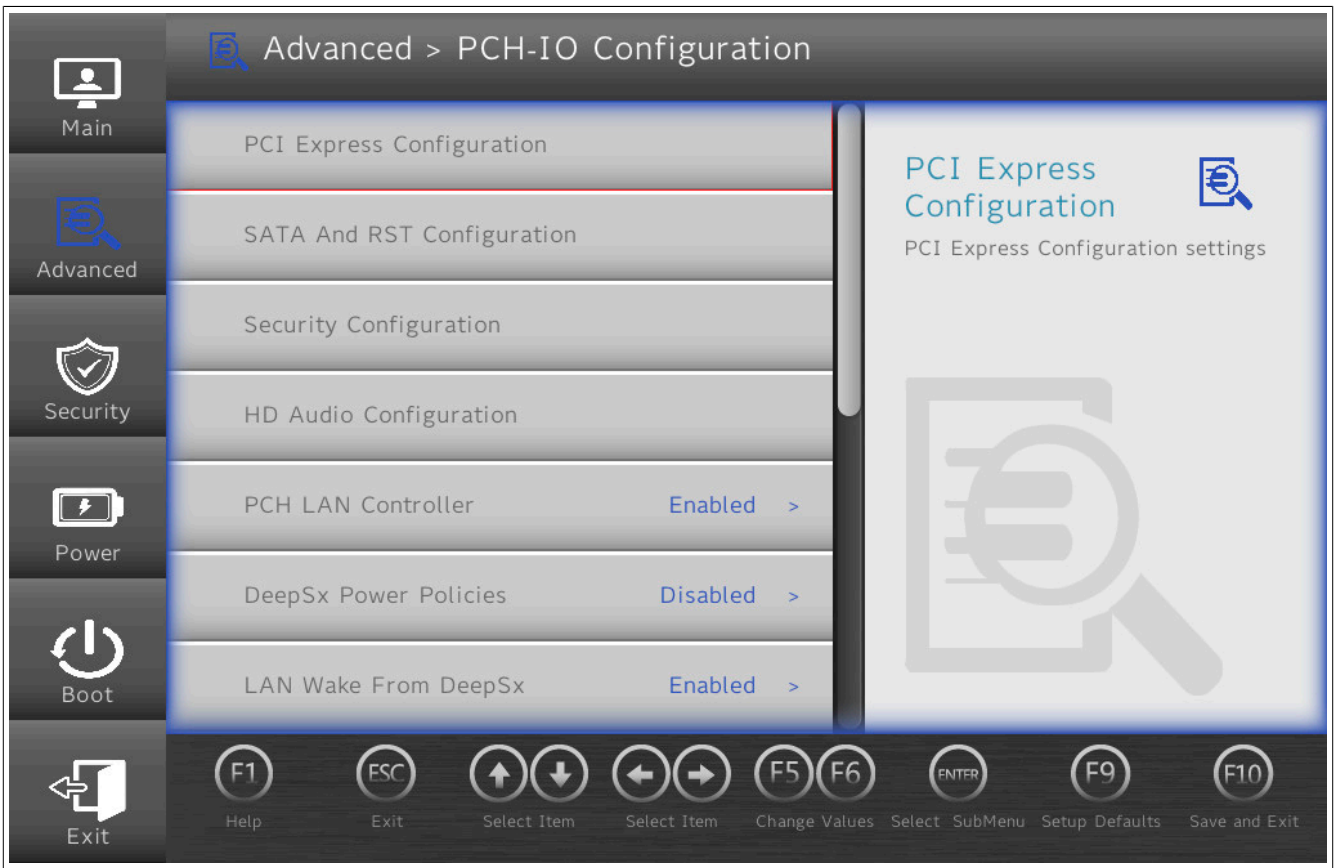 Advanced > PCH-IO Configuration
Main
Advanced
Security
Power
Boot
Exit
PCI Express Configuration
SATA And RST Configuration
Security Configuration
HD Audio Configuration
PCH LAN Controller Enabled >
DeepSx Power Policies Disabled >
LAN Wake From DeepSx Enabled >
PCI Express
Configuration
PCI Express Configuration settings
F1 ESC F5 F6 ENTER F9 F10
Help Exit Select Item Select Item Change Values Select SubMenu Setup Defaults Save and Exit